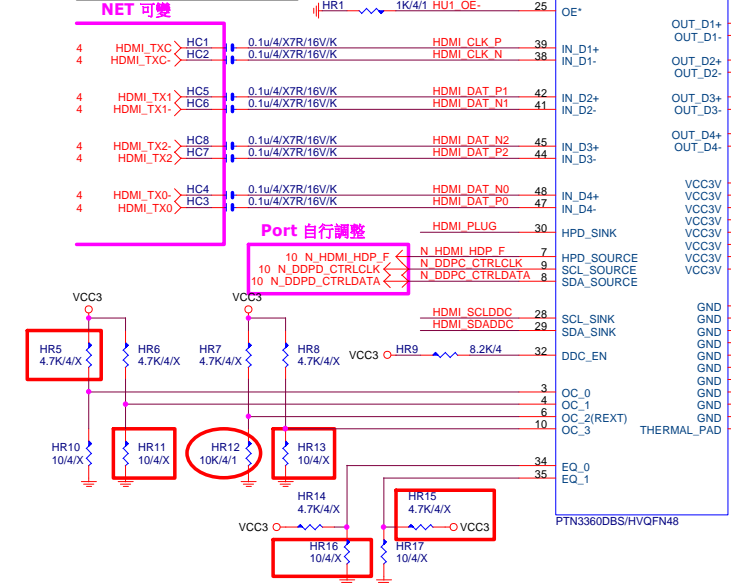 NET 可變
HR1 1K/4/1 HU1_OE- 25 OE*
OUT_D1+
OUT_D1-
4 HDMI_TXC HC1 0.1u/4/X7R/16V/K HDMI_CLK_P 39 IN_D1+
4 HDMI_TXC- HC2 0.1u/4/X7R/16V/K HDMI_CLK_N 38 IN_D1-
OUT_D2+
OUT_D2-
4 HDMI_TX1 HC5 0.1u/4/X7R/16V/K HDMI_DAT_P1 42 IN_D2+
4 HDMI_TX1- HC6 0.1u/4/X7R/16V/K HDMI_DAT_N1 41 IN_D2-
OUT_D3+
OUT_D3-
4 HDMI_TX2- HC8 0.1u/4/X7R/16V/K HDMI_DAT_N2 45 IN_D3+
4 HDMI_TX2 HC7 0.1u/4/X7R/16V/K HDMI_DAT_P2 44 IN_D3-
OUT_D4+
OUT_D4-
4 HDMI_TX0- HC4 0.1u/4/X7R/16V/K HDMI_DAT_N0 48 IN_D4+
4 HDMI_TX0 HC3 0.1u/4/X7R/16V/K HDMI_DAT_P0 47 IN_D4-
VCC3V
VCC3V
VCC3V
VCC3V
VCC3V
VCC3V
VCC3V
VCC3V
Port 自行調整
HDMI_PLUG 30 HPD_SINK
10 N_HDMI_HDP_F N_HDMI_HDP_F 7 HPD_SOURCE
10 N_DDPD_CTRLCLK N_DDPC_CTRLCLK 9 SCL_SOURCE
10 N_DDPD_CTRLDATA N_DDPC_CTRLDATA 8 SDA_SOURCE
VCC3
VCC3
HDMI_SCLDDC 28 SCL_SINK
HDMI_SDADDC 29 SDA_SINK
GND
GND
GND
GND
GND
GND
GND
GND
GND
GND
THERMAL_PAD
HR5 4.7K/4/X
HR6 4.7K/4/X
HR7 4.7K/4/X
HR8 4.7K/4/X
VCC3 HR9 8.2K/4 32 DDC_EN
3 OC_0
4 OC_1
6 OC_2(REXT)
10 OC_3
HR10 10/4/X
HR11 10/4/X
HR12 10K/4/1
HR13 10/4/X
34 EQ_0
35 EQ_1
HR14 4.7K/4/X
VCC3
HR15 4.7K/4/X
VCC3
HR16 10/4/X
HR17 10/4/X
PTN3360DBS/HVQFN48